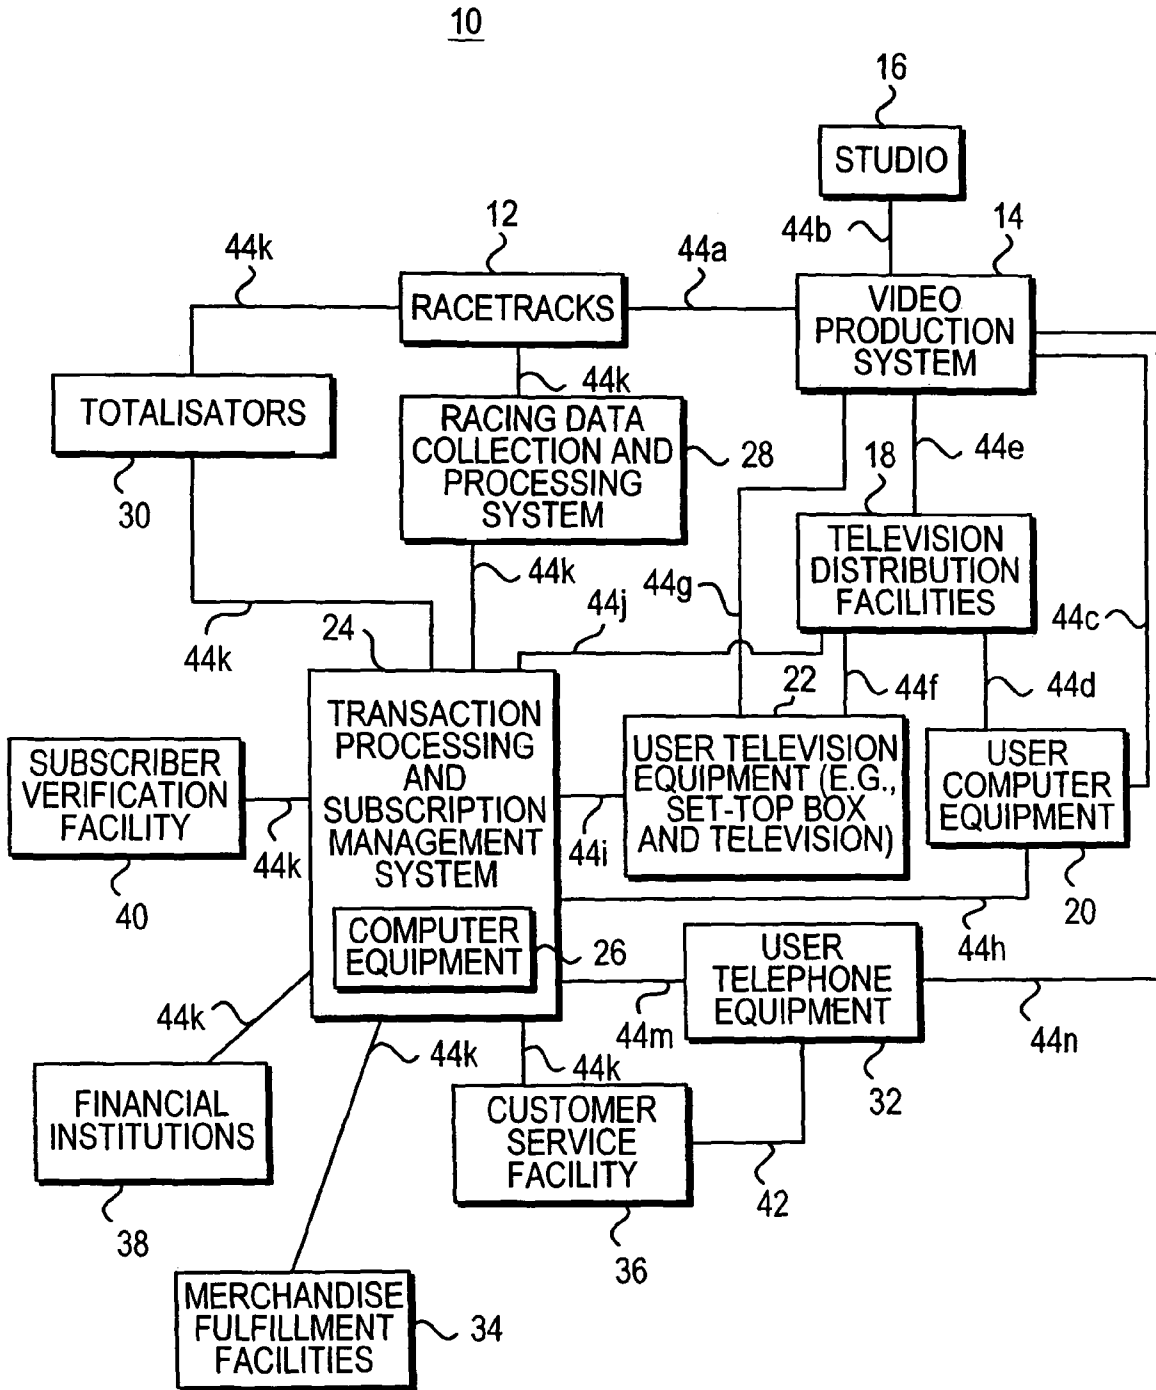 10
16
STUDIO
12
44b
14
44k
44a
RACETRACKS
VIDEO
PRODUCTION
SYSTEM
44k
TOTALISATORS
RACING DATA
COLLECTION AND
PROCESSING
SYSTEM
28
18
44e
30
TELEVISION
DISTRIBUTION
FACILITIES
44k
44g
44j
44c
24
44k
22
44f
44d
TRANSACTION
PROCESSING
AND
SUBSCRIPTION
MANAGEMENT
SYSTEM
USER TELEVISION
EQUIPMENT (E.G.,
SET-TOP BOX
AND TELEVISION)
USER
COMPUTER
EQUIPMENT
SUBSCRIBER
VERIFICATION
FACILITY
44k
44i
40
20
COMPUTER
EQUIPMENT
26
44h
USER
TELEPHONE
EQUIPMENT
44k
44k
44k
44m
44n
32
FINANCIAL
INSTITUTIONS
CUSTOMER
SERVICE
FACILITY
42
38
36
MERCHANDISE
FULFILLMENT
FACILITIES
34